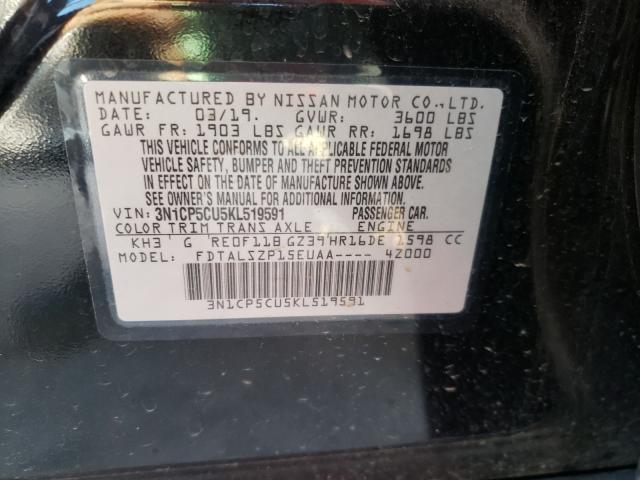 MANUFACTURED BY NISSAN MOTOR CO.,LTD.
DATE: 03/19. GVWR: 3600 LBS
GAWR FR: 1903 LBS GAWR RR: 1698 LBS
THIS VEHICLE CONFORMS TO ALL APPLICABLE FEDERAL MOTOR
VEHICLE SAFETY, BUMPER AND THEFT PREVENTION STANDARDS
IN EFFECT ON THE DATE OF MANUFACTURE SHOWN ABOVE.
SEE OWNER'S MANUAL FOR ADDITIONAL INFORMATION.
VIN: 3N1CP5CU5KL519591 PASSENGER CAR.
COLOR TRIM TRANS AXLE ENGINE
KH3 G RE0F11B GZ39 HR16DE 1598 CC
MODEL: FDTALSZP15EUAA---- 42000
3N1CP5CU5KL519591